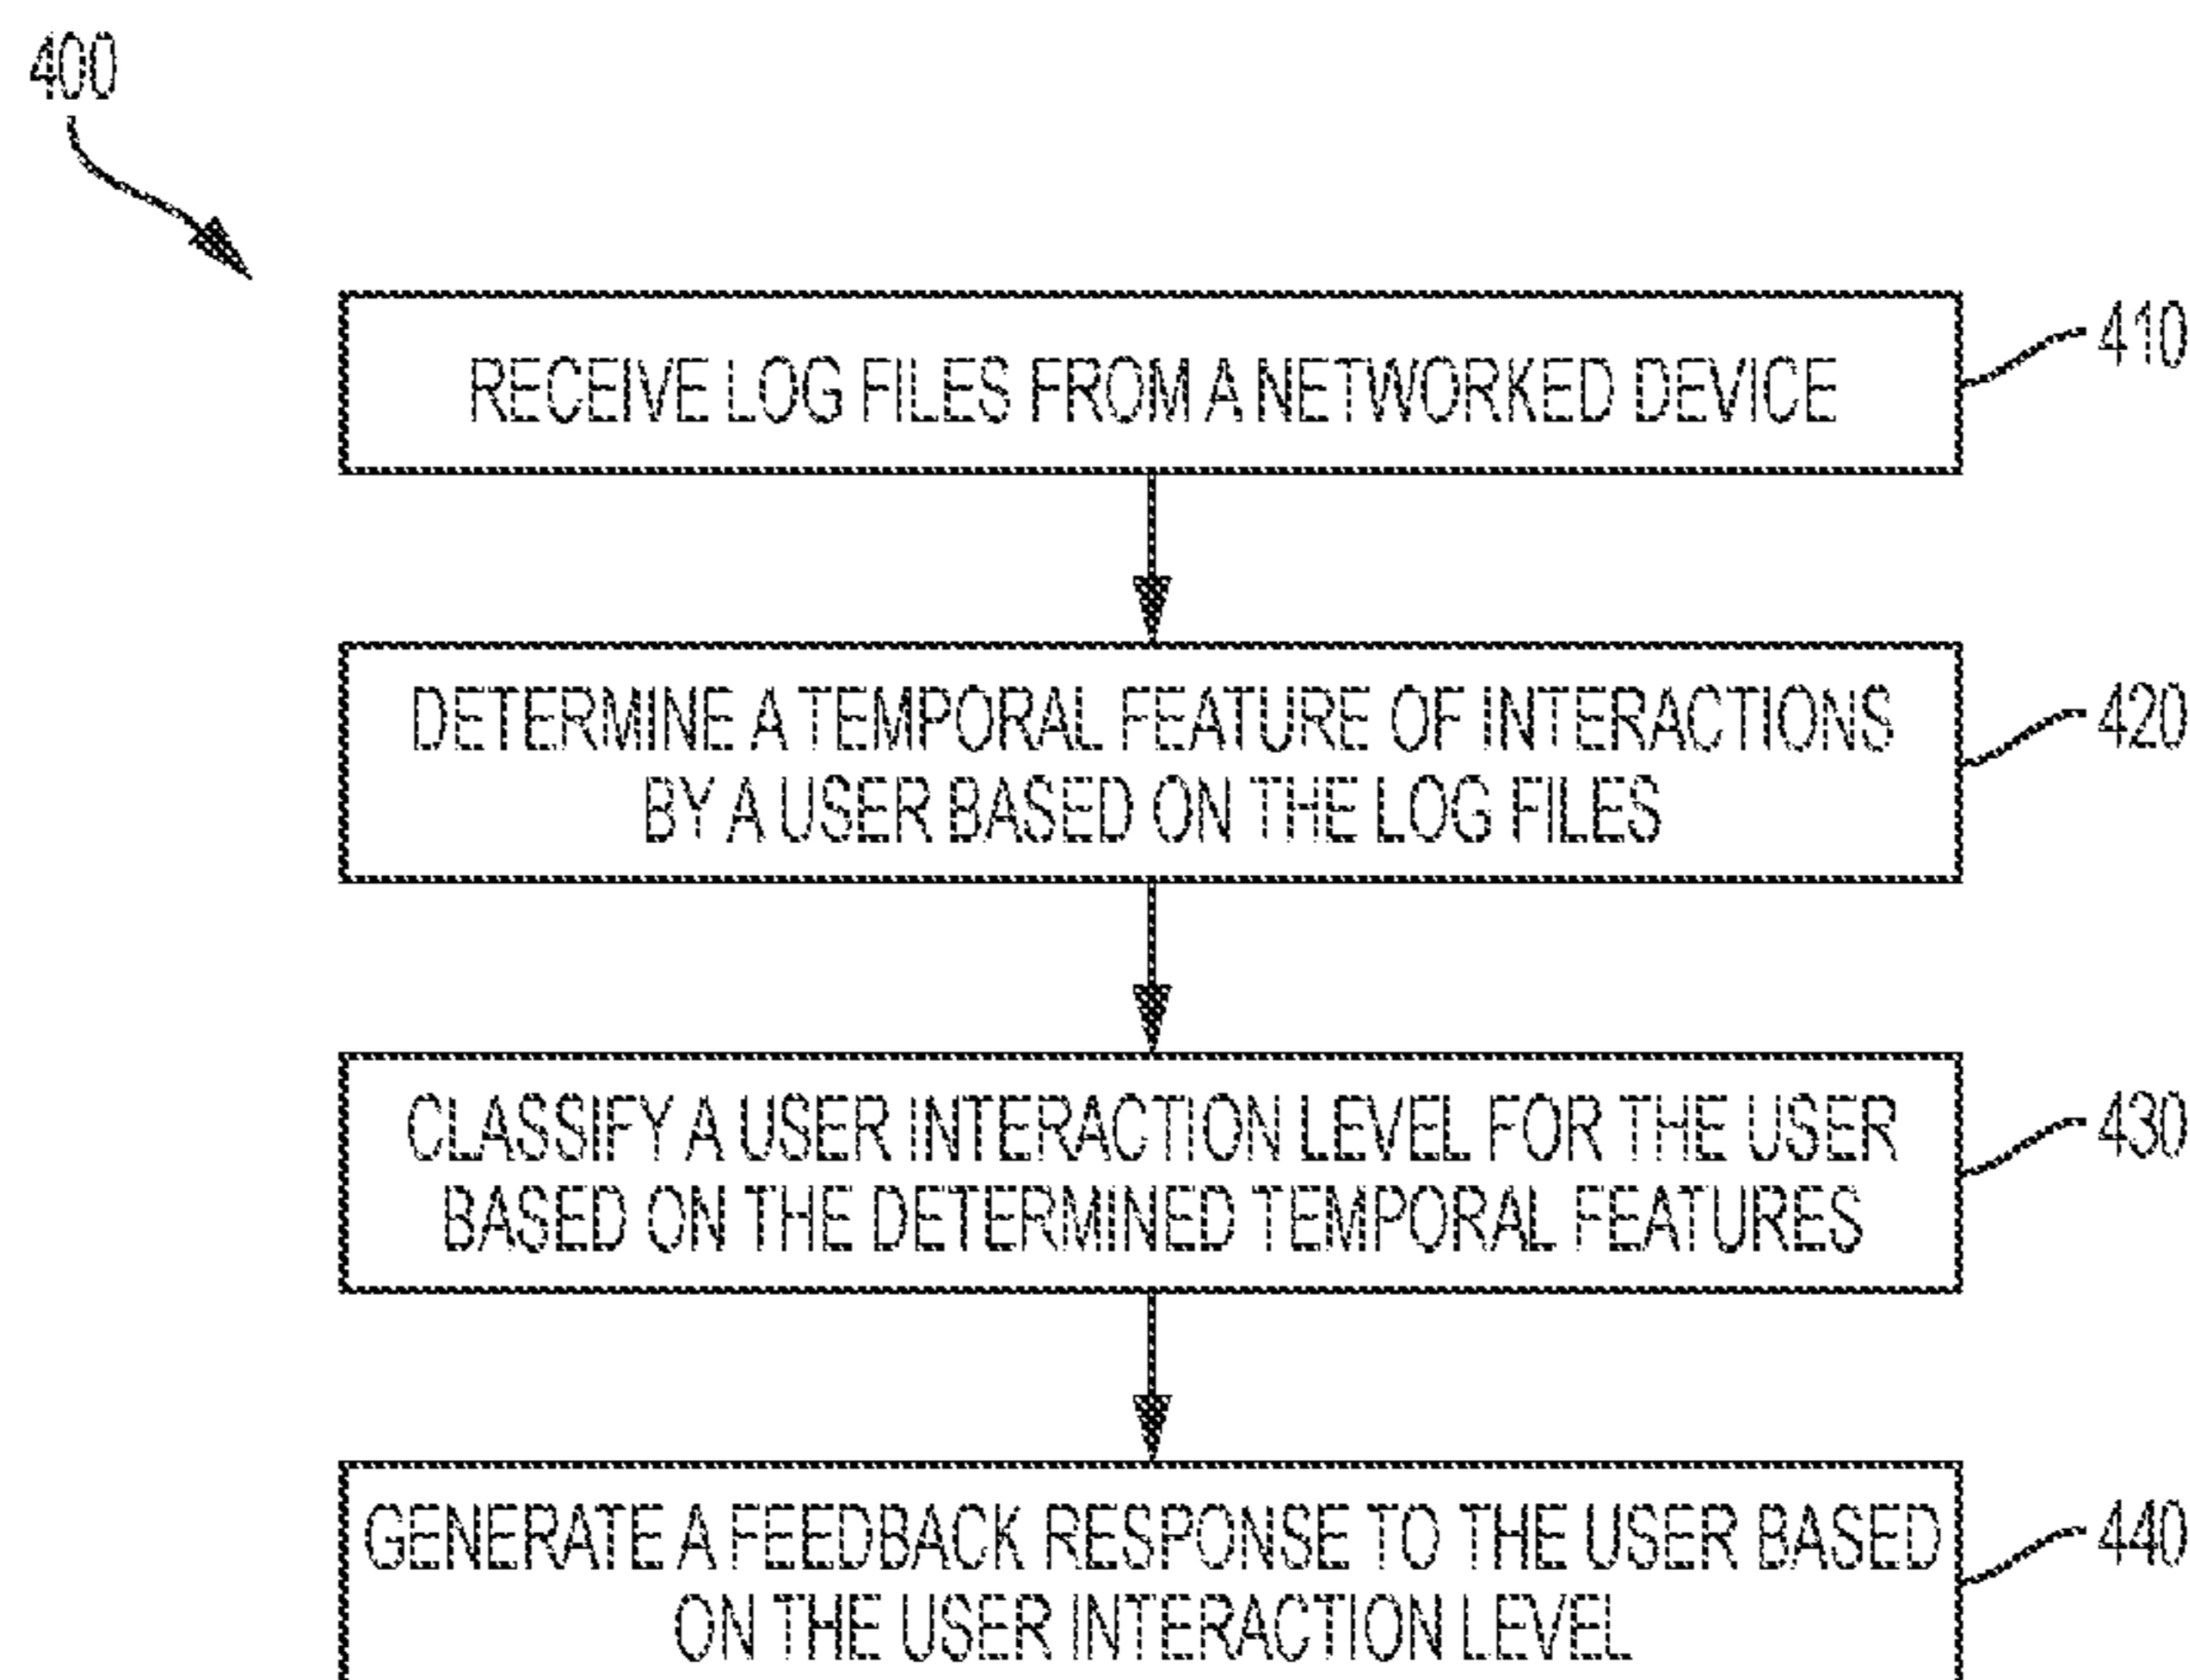 400
RECEIVE LOG FILES FROM A NETWORKED DEVICE
410
DETERMINE A TEMPORAL FEATURE OF INTERACTIONS
BY A USER BASED ON THE LOG FILES
420
CLASSIFY A USER INTERACTION LEVEL FOR THE USER
BASED ON THE DETERMINED TEMPORAL FEATURES
430
GENERATE A FEEDBACK RESPONSE TO THE USER BASED
ON THE USER INTERACTION LEVEL
440